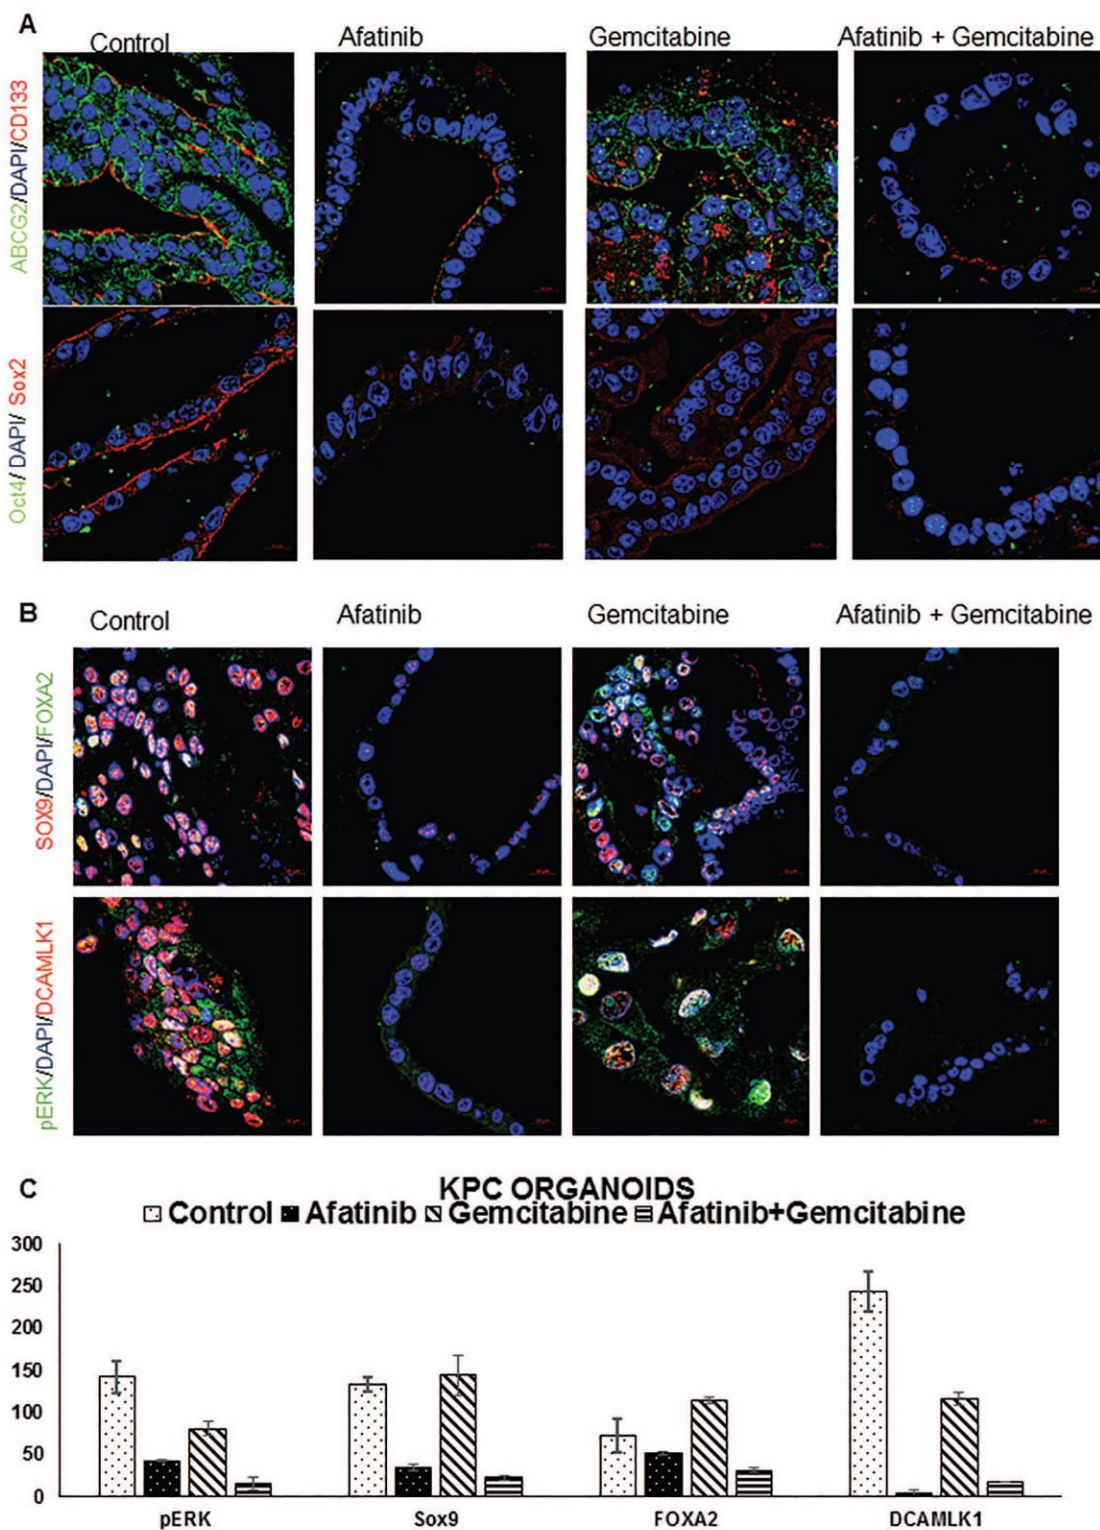 A
Control Afatinib Gemcitabine Afatinib + Gemcitabine
ABCG2/DAPI/CD133
Oct4/ DAPI/ Sox2
B
Control Afatinib Gemcitabine Afatinib + Gemcitabine
SOX9/DAPI/FOXA2
pERK/DAPI/DCAMLK1
C
KPC ORGANOIDS
Control Afatinib Gemcitabine Afatinib+Gemcitabine
300
250
200
150
100
50
0
pERK Sox9 FOXA2 DCAMLK1